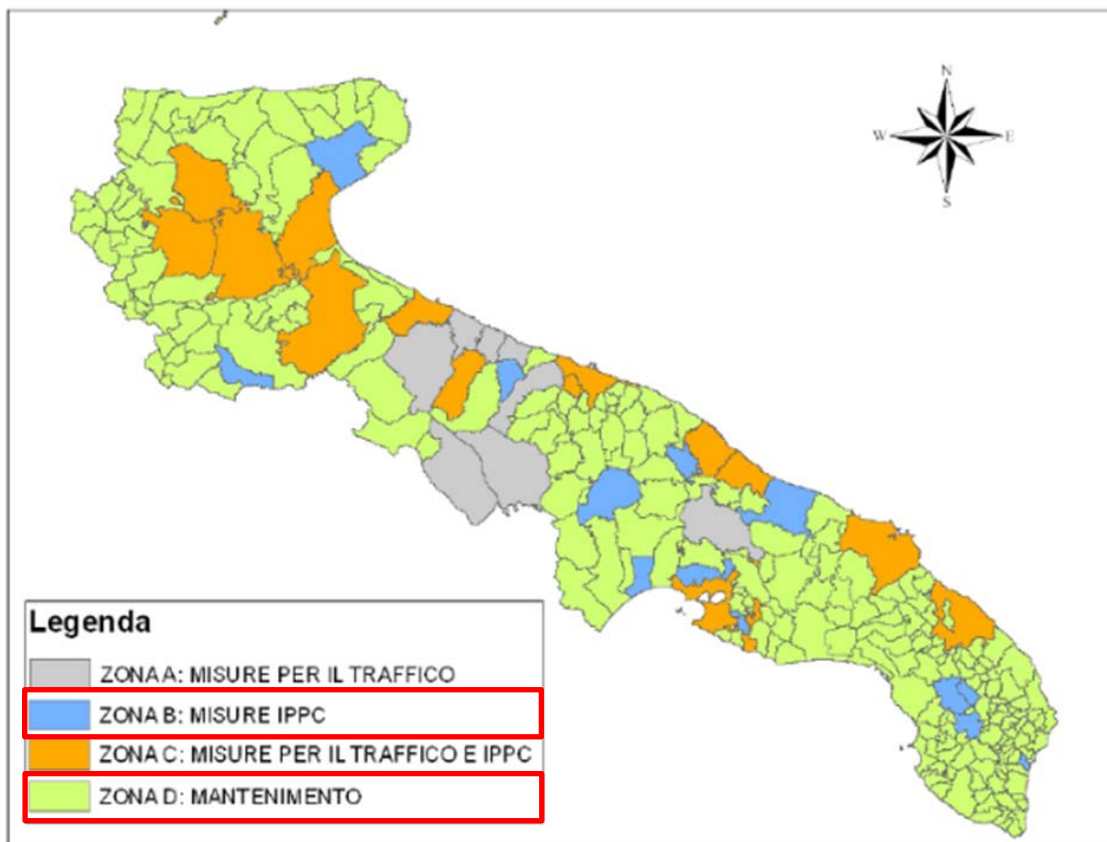 N
W E
S
Legenda
ZONA A: MISURE PER IL TRAFFICO
ZONA B: MISURE IPPC
ZONA C: MISURE PER IL TRAFFICO E IPPC
ZONA D: MANTENIMENTO